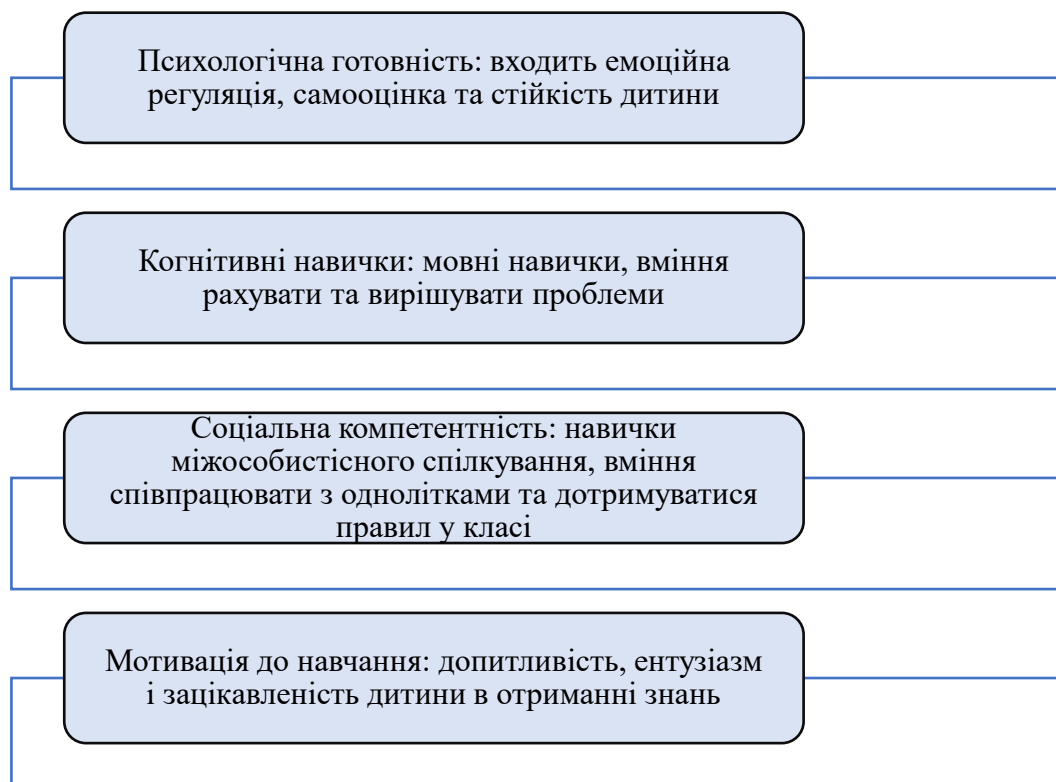 Психологічна готовність: входить емоційна
регуляція, самооцінка та стійкість дитини
Когнітивні навички: мовні навички, вміння
рахувати та вирішувати проблеми
Соціальна компетентність: навички
міжособистісного спілкування, вміння
співпрацювати з однолітками та дотримуватися
правил у класі
Мотивація до навчання: допитливість, ентузіазм
і зацікавленість дитини в отриманні знань